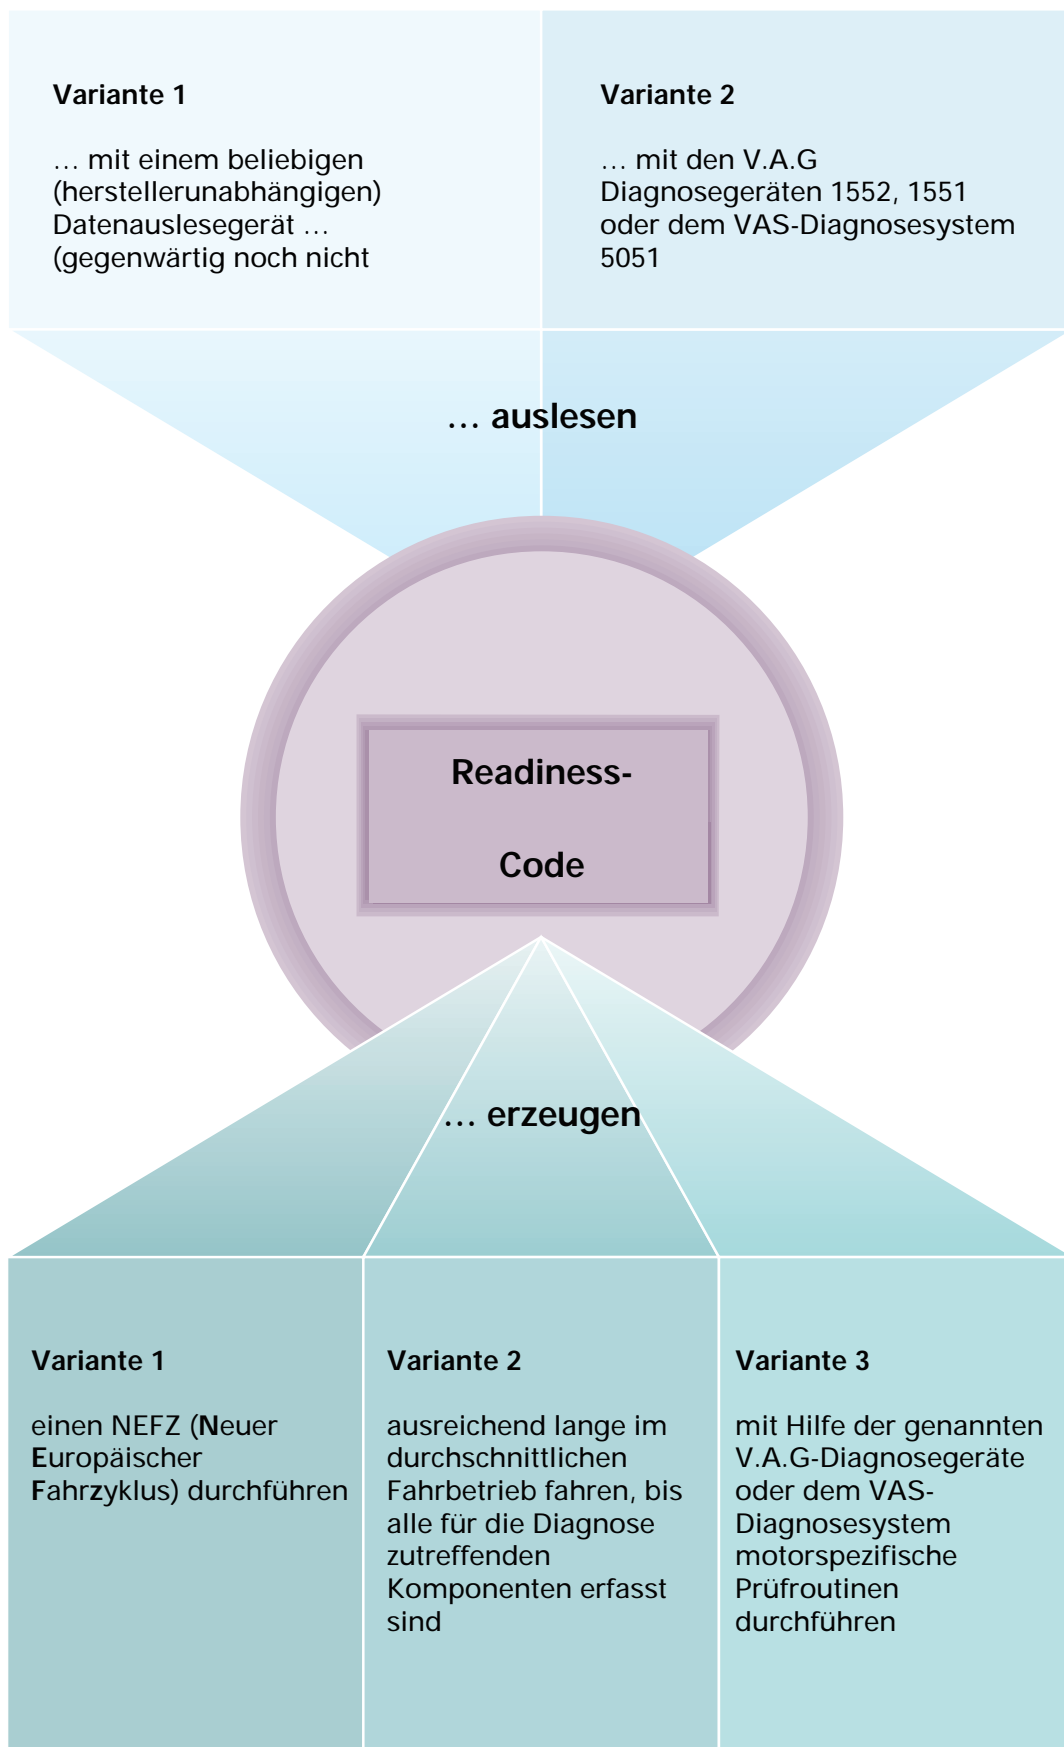 Variante 1
… mit einem beliebigen
(herstellerunabhängigen)
Datenauslesegerät …
(gegenwärtig noch nicht
Variante 2
… mit den V.A.G
Diagnosegeräten 1552, 1551
oder dem VAS-Diagnosesystem
5051
… auslesen
Readiness-
Code
… erzeugen
Variante 1
einen NEFZ (Neuer
Europäischer
Fahrzyklus) durchführen
Variante 2
ausreichend lange im
durchschnittlichen
Fahrbetrieb fahren, bis
alle für die Diagnose
zutreffenden
Komponenten erfasst
sind
Variante 3
mit Hilfe der genannten
V.A.G-Diagnosegeräte
oder dem VAS-
Diagnosesystem
motorspezifische
Prüfroutinen
durchführen